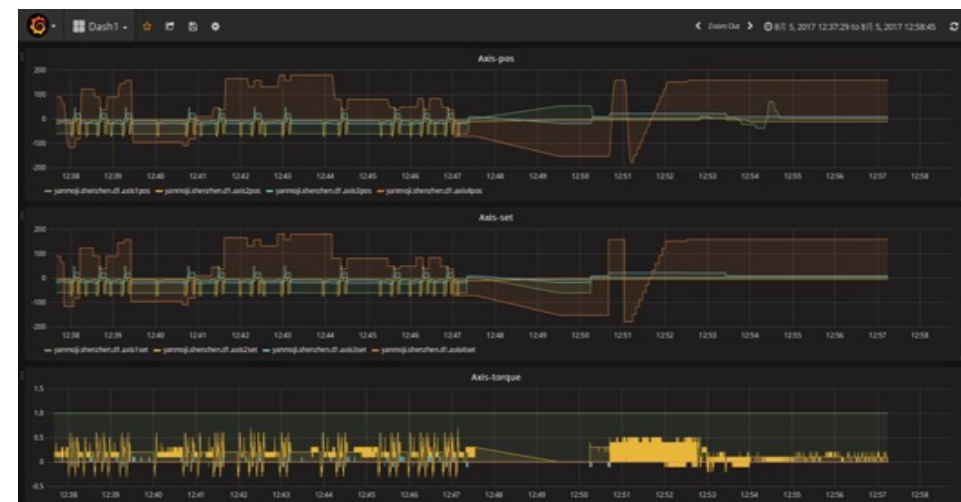 Dash1
Zoom Out
8月 5, 2017 12:37:29 to 8月 5, 2017 12:58:45
Axis-pos
200
100
0
-100
-200
12:38 12:39 12:40 12:41 12:42 12:43 12:44 12:45 12:46 12:47 12:48 12:49 12:50 12:51 12:52 12:53 12:54 12:55 12:56 12:57 12:58
yanmoji.shenzhen.d1.axis1pos yanmoji.shenzhen.d1.axis2pos yanmoji.shenzhen.d1.axis3pos yanmoji.shenzhen.d1.axis4pos
Axis-set
200
100
0
-100
-200
12:38 12:39 12:40 12:41 12:42 12:43 12:44 12:45 12:46 12:47 12:48 12:49 12:50 12:51 12:52 12:53 12:54 12:55 12:56 12:57 12:58
yanmoji.shenzhen.d1.axis1set yanmoji.shenzhen.d1.axis2set yanmoji.shenzhen.d1.axis3set yanmoji.shenzhen.d1.axis4set
Axis-torque
1.5
1.0
0.5
0
-0.5
12:38 12:39 12:40 12:41 12:42 12:43 12:44 12:45 12:46 12:47 12:48 12:49 12:50 12:51 12:52 12:53 12:54 12:55 12:56 12:57 12:58